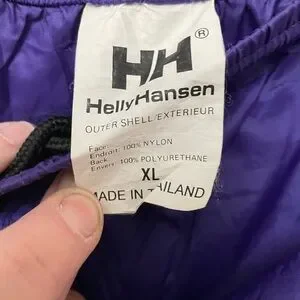 HH®
HellyHansen
OUTER SHELL/EXTERIEUR
Face:
Endroit: 100% NYLON
Back:
Envers: 100% POLYURETHANE
XL
MADE IN THAILAND